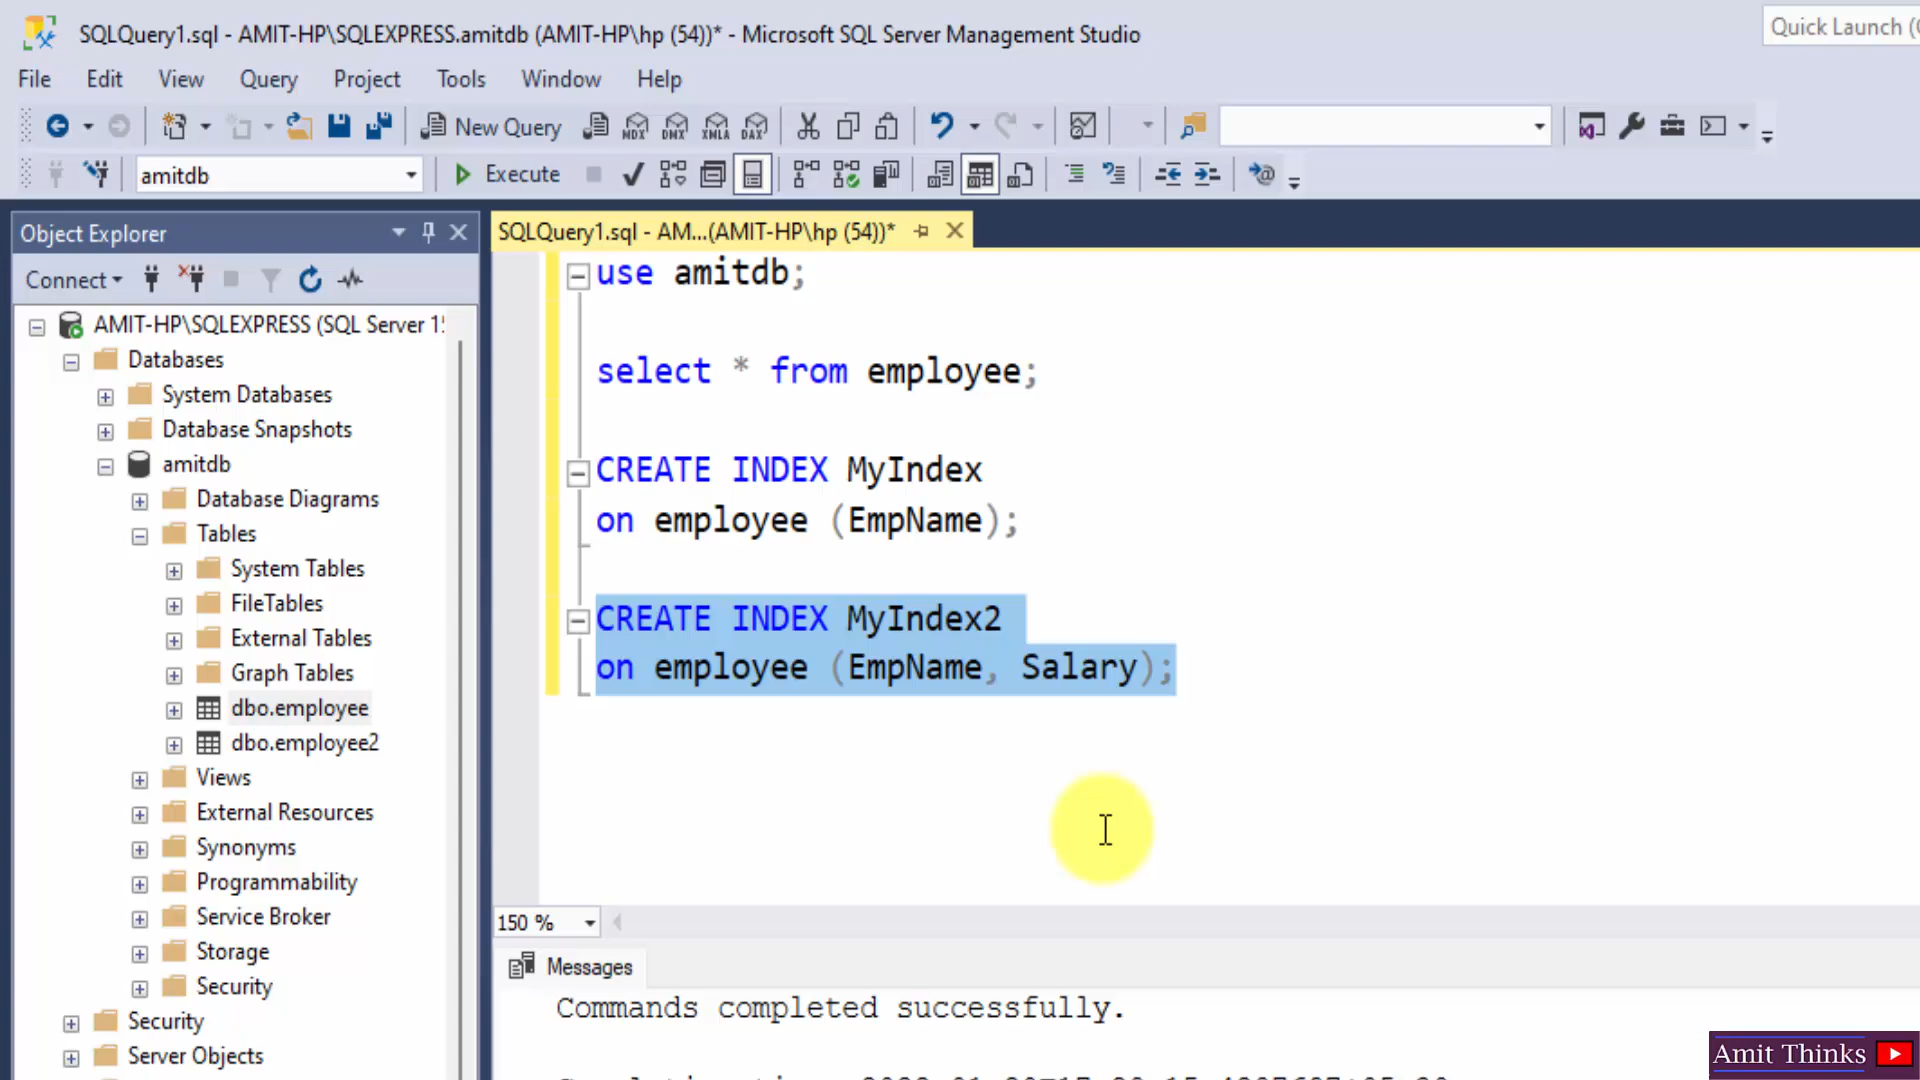 SQLQuery1.sql - AMIT-HP\SQLEXPRESS.amitdb (AMIT-HP\hp (54))* - Microsoft SQL Server Management Studio
Quick Launch (
File Edit View Query Project Tools Window Help
New Query MDX DMX XMLA DAX
amitdb Execute
Object Explorer
SQLQuery1.sql - AM...(AMIT-HP\hp (54))*
Connect
AMIT-HP\SQLEXPRESS (SQL Server 15
Databases
System Databases
Database Snapshots
amitdb
Database Diagrams
Tables
System Tables
FileTables
External Tables
Graph Tables
dbo.employee
dbo.employee2
Views
External Resources
Synonyms
Programmability
Service Broker
Storage
Security
Security
Server Objects
use amitdb;
select * from employee;
CREATE INDEX MyIndex
on employee (EmpName);
CREATE INDEX MyIndex2
on employee (EmpName, Salary);
150 %
Messages
Commands completed successfully.
Amit Thinks